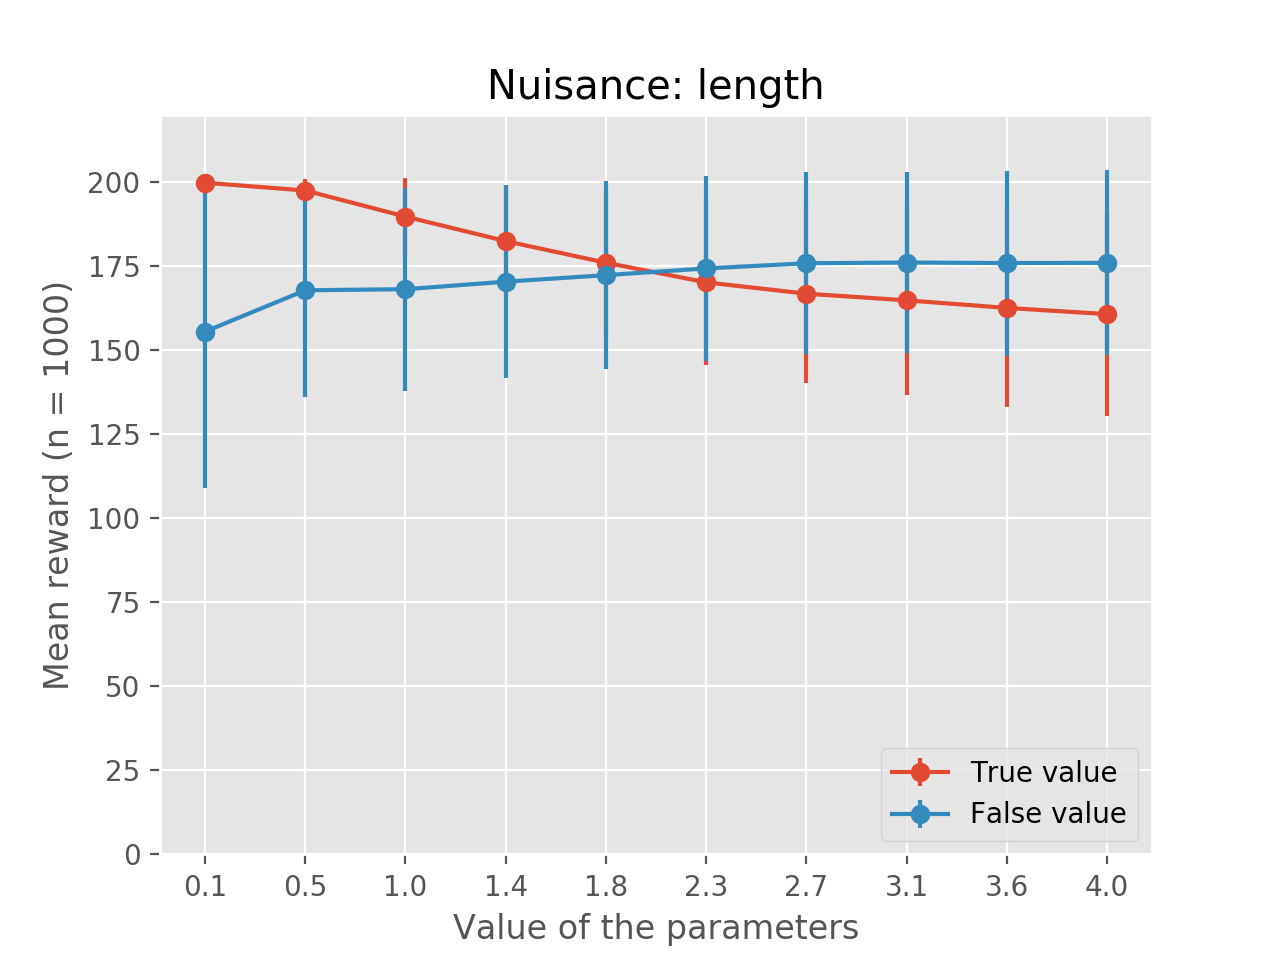 Nuisance: length
Mean reward (n = 1000)
200
175
150
125
100
75
50
25
0
0.1 0.5 1.0 1.4 1.8 2.3 2.7 3.1 3.6 4.0
Value of the parameters
True value
False value